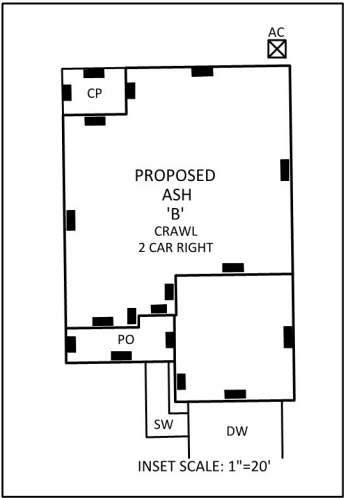 AC
CP
PROPOSED
ASH
'B'
CRAWL
2 CAR RIGHT
PO
SW
DW
INSET SCALE: 1"=20'